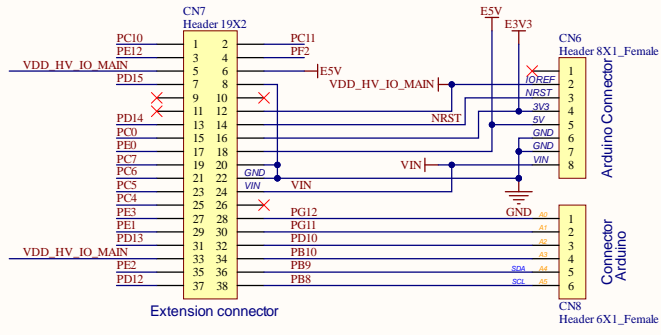 CN7
Header 19X2
E5V
E3V3
CN6
Header 8X1_Female
PC10 1 2 PC11
PE12 3 4 PF2
VDD_HV_IO_MAIN 5 6 E5V
PD15 7 8
9 10
11 12
PD14 13 14 NRST
PC0 15 16
PE0 17 18
PC7 19 20
PC6 21 22 GND
PC5 23 24 VIN VIN
PC4 25 26
PE3 27 28 PG12
PE1 29 30 PG11
PD13 31 32 PD10
VDD_HV_IO_MAIN 33 34 PB10
PE2 35 36 PB9
PD12 37 38 PB8
Extension connector
1
VDD_HV_IO_MAIN IOREF 2
NRST 3
3V3 4
5V 5
GND 6
GND 7
VIN VIN 8
Arduino Connector
GND
A0 1
A1 2
A2 3
A3 4
SDA A4 5
SCL A5 6
Connector
Arduino
CN8
Header 6X1_Female